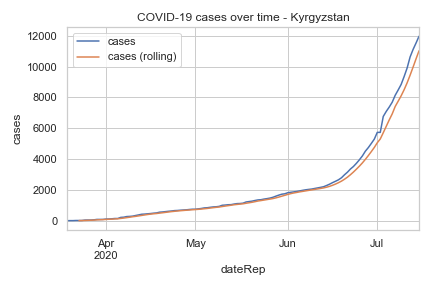 COVID-19 cases over time - Kyrgyzstan
cases
cases (rolling)
12000
10000
8000
6000
4000
2000
0
cases
Apr
2020
May
Jun
Jul
dateRep